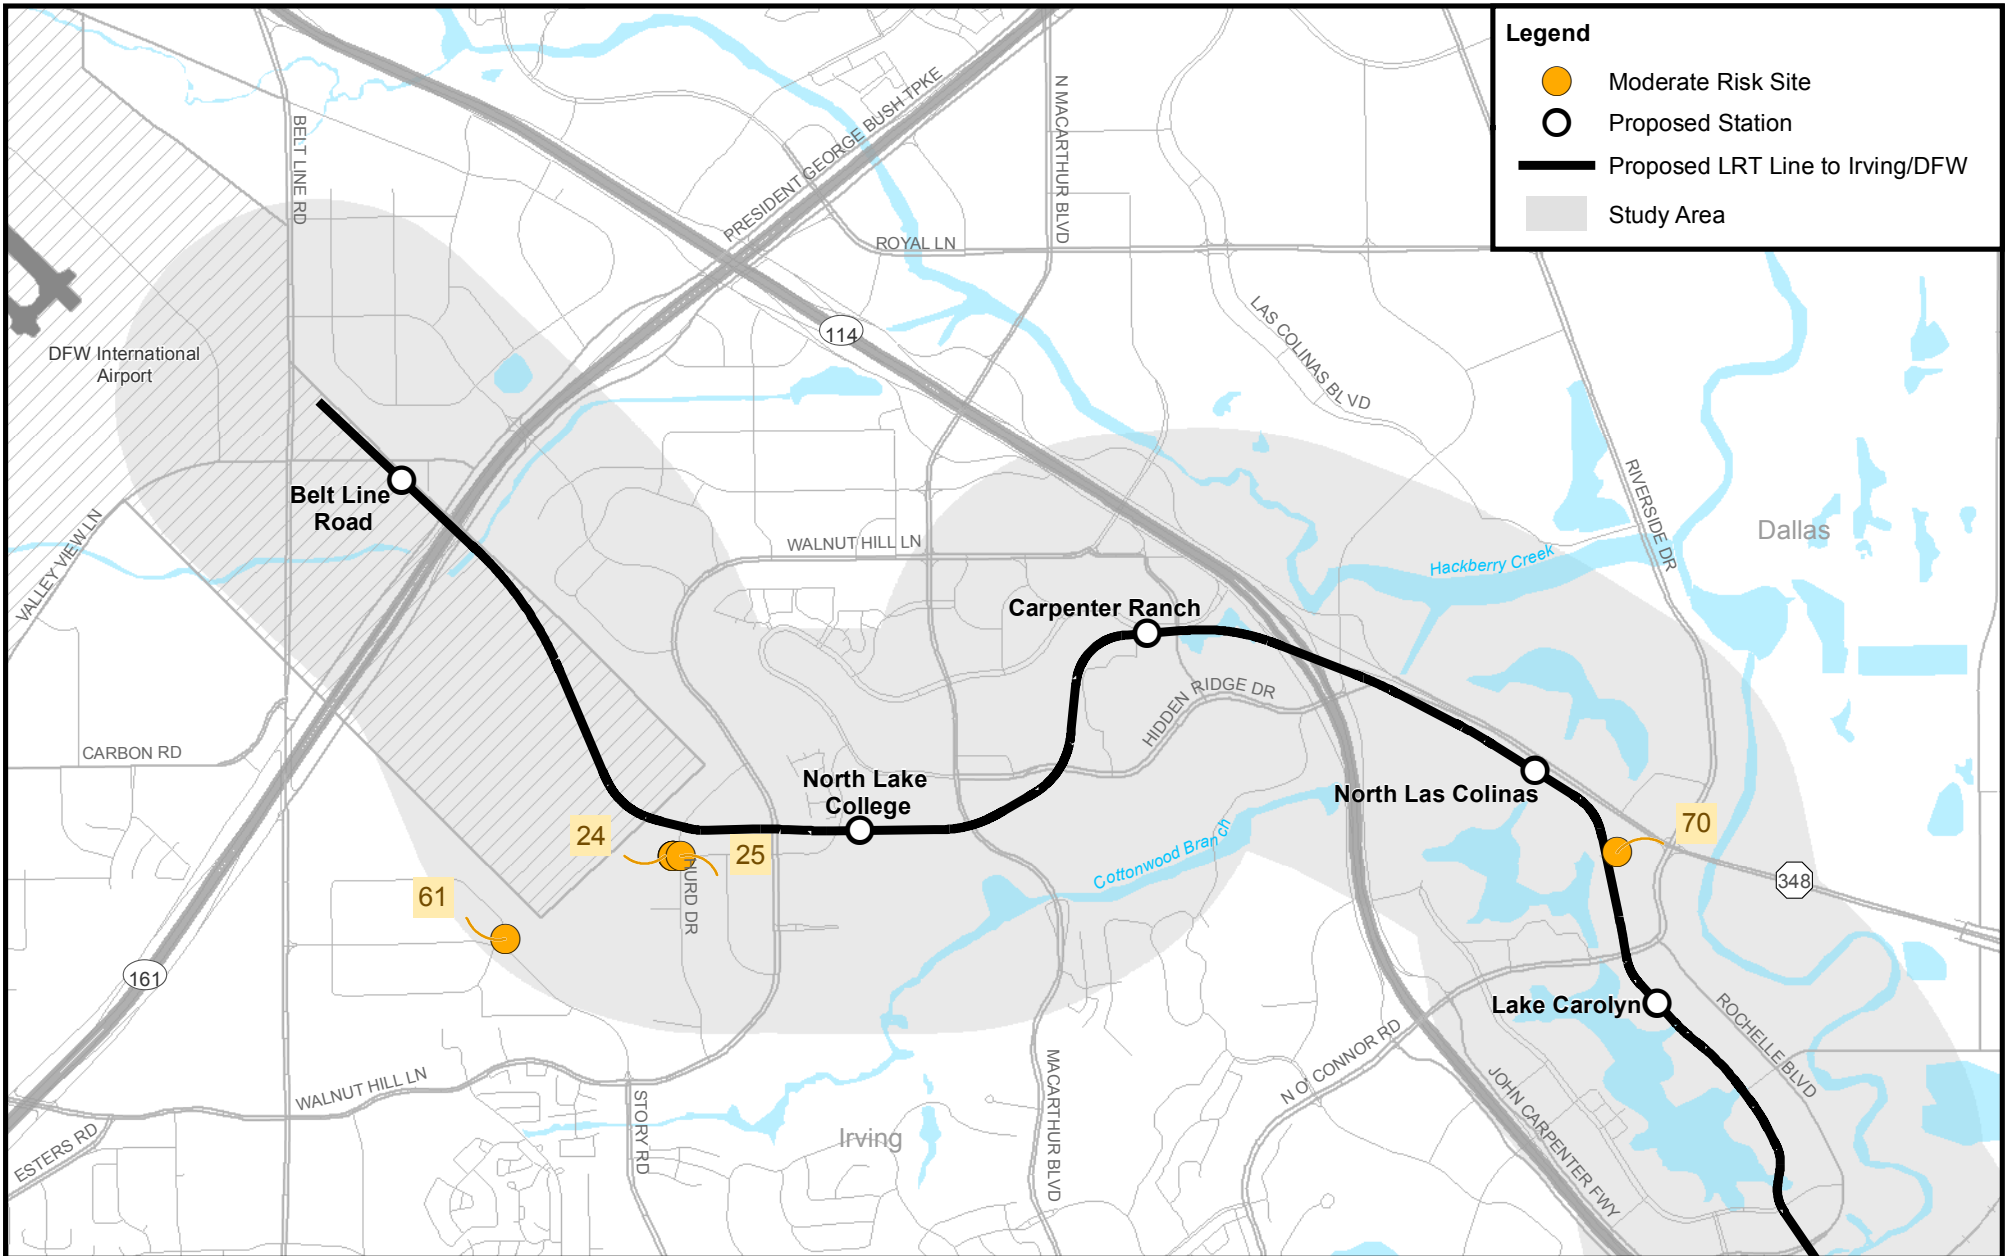 Legend
Moderate Risk Site
Proposed Station
Proposed LRT Line to Irving/DFW
Study Area
PRESIDENT GEORGE BUSH TPKE
N MACARTHUR BLVD
BELT LINE RD
ROYAL LN
LAS COLINAS BLVD
114
DFW International
Airport
Belt Line
Road
RIVERSIDE DR
Dallas
VALLEY VIEW LN
WALNUT HILL LN
Hackberry Creek
Carpenter Ranch
HIDDEN RIDGE DR
CARBON RD
North Lake
College
North Las Colinas
24
25
70
Cottonwood Branch
348
61
HURD DR
161
Lake Carolyn
ROCHELLE BLVD
N O' CONNOR RD
JOHN CARPENTER FWY
MACARTHUR BLVD
WALNUT HILL LN
STORY RD
Irving
ESTERS RD